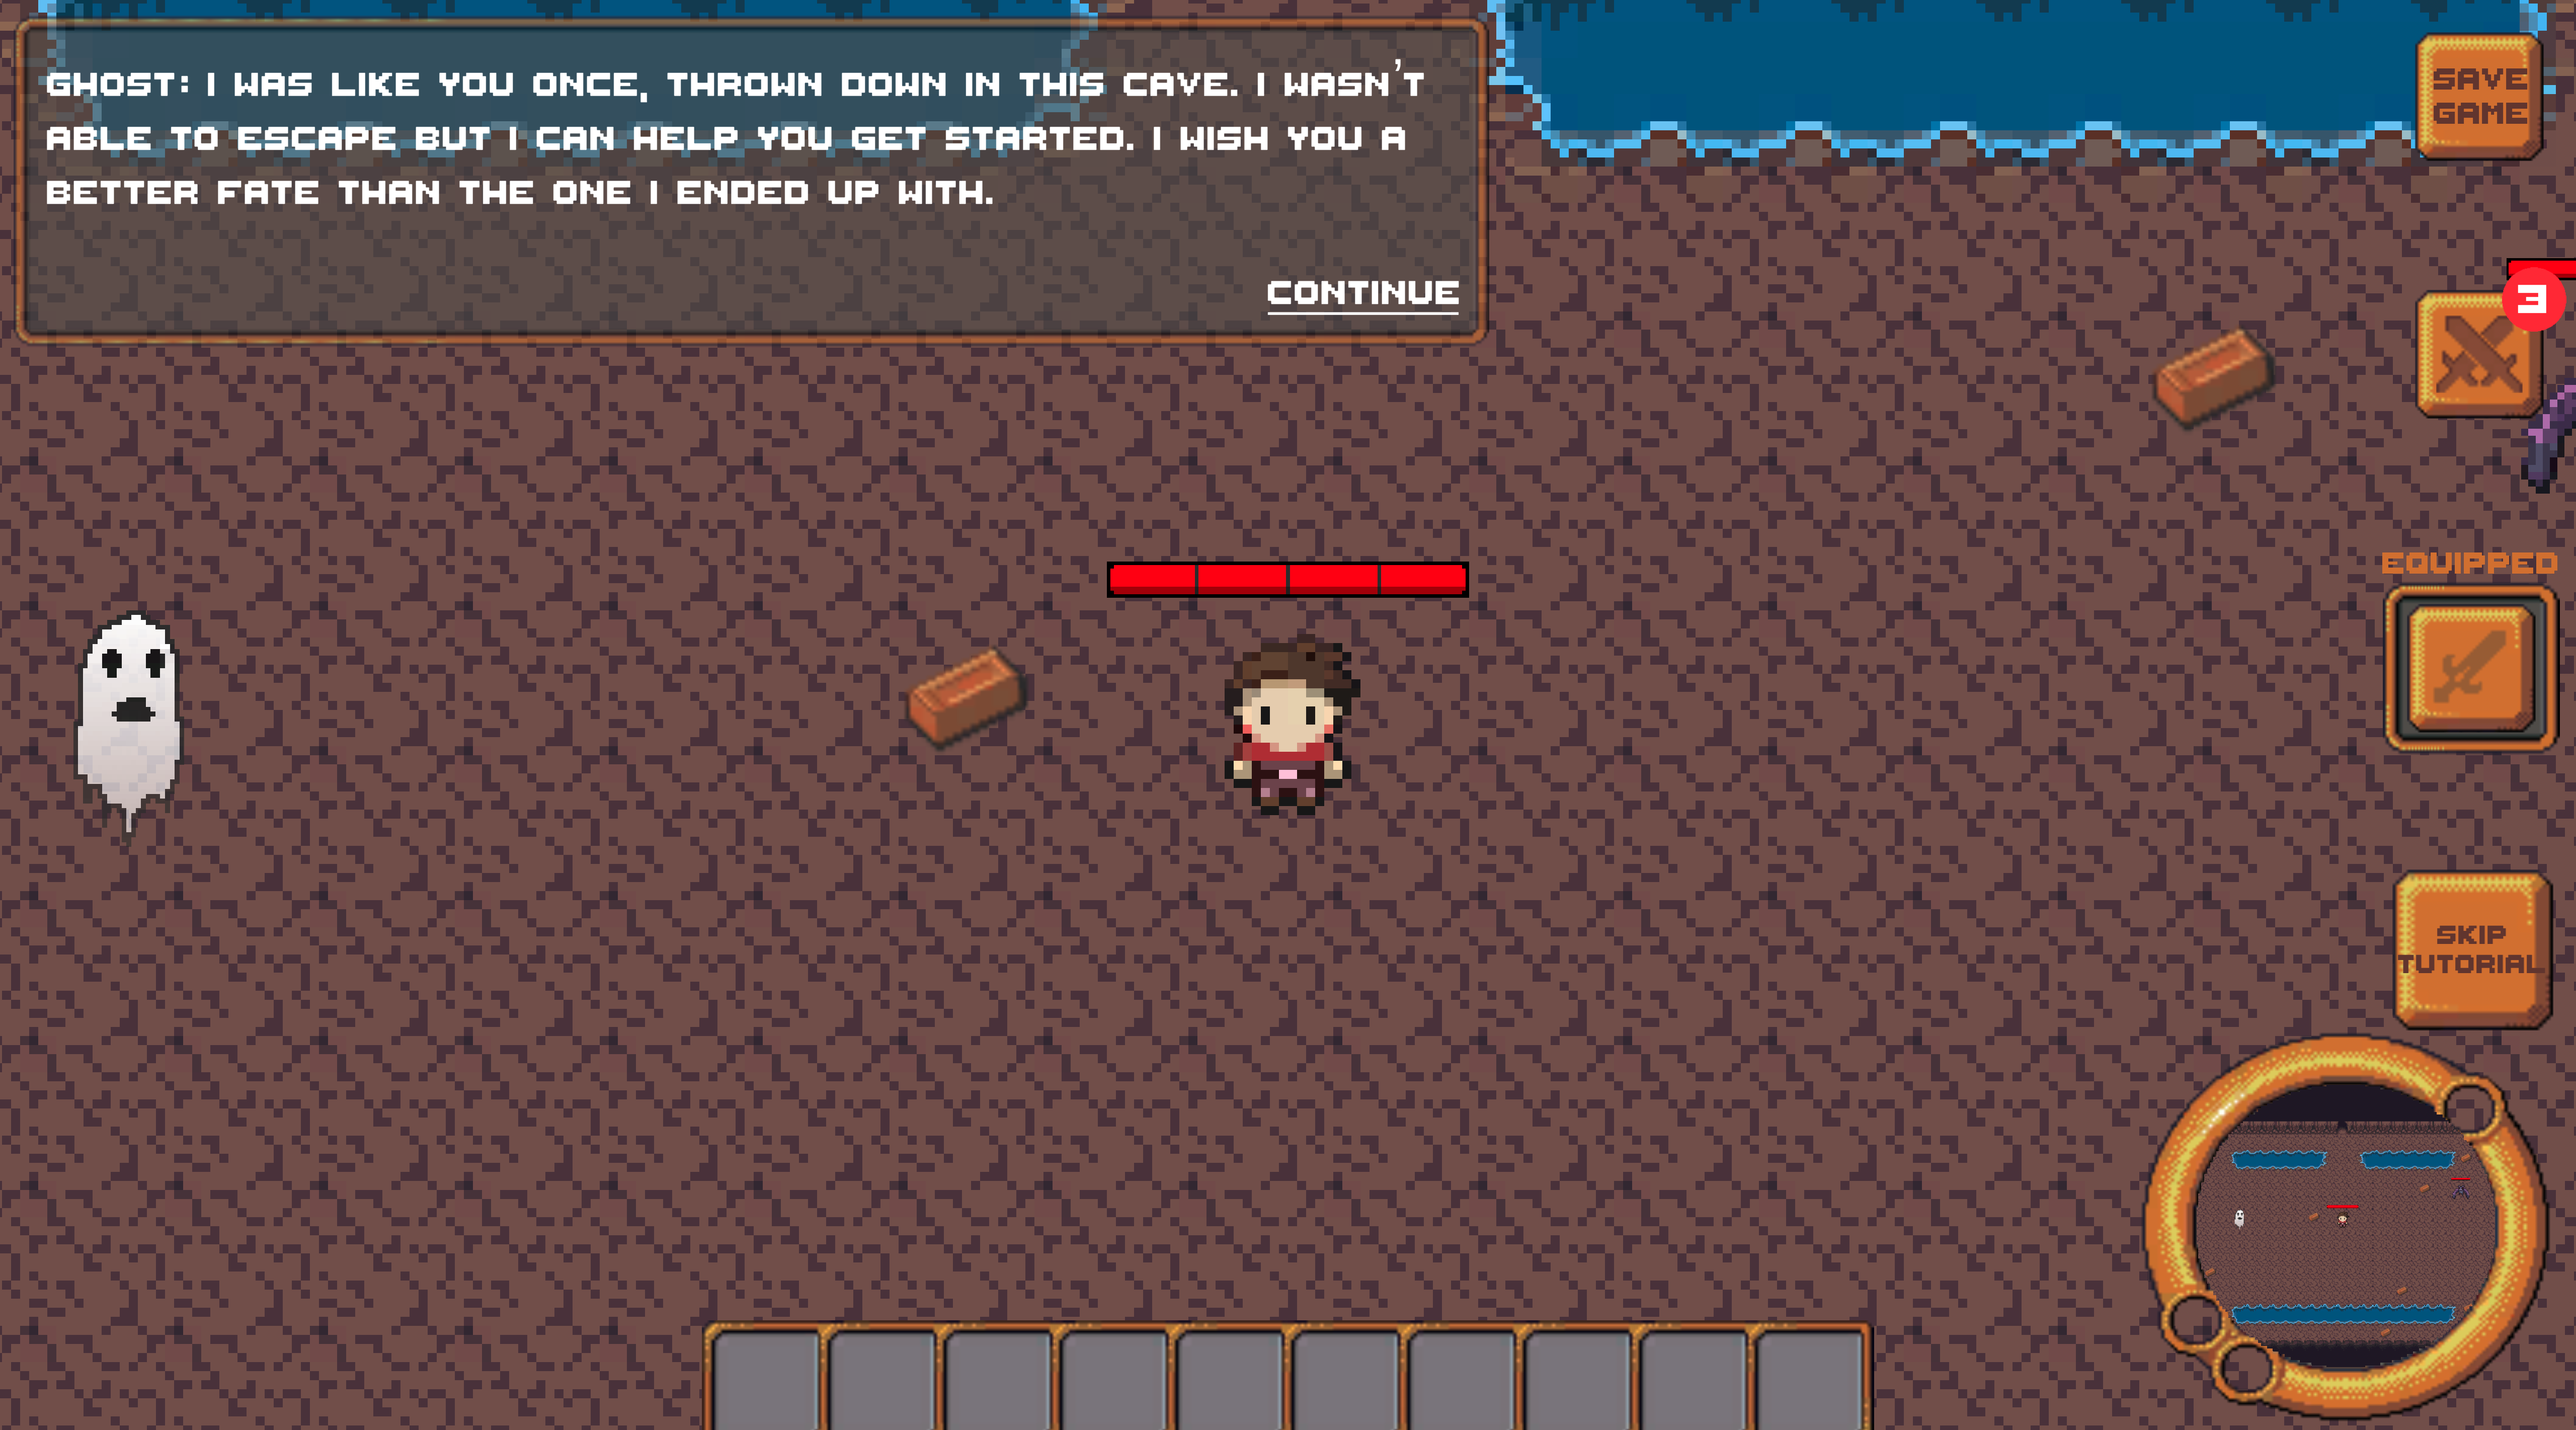 GHOST: I WAS LIKE YOU ONCE, THROWN DOWN IN THIS CAVE. I WASN'T
ABLE TO ESCAPE BUT I CAN HELP YOU GET STARTED. I WISH YOU A
BETTER FATE THAN THE ONE I ENDED UP WITH.
CONTINUE
SAVE
GAME
3
EQUIPPED
SKIP
TUTORIAL